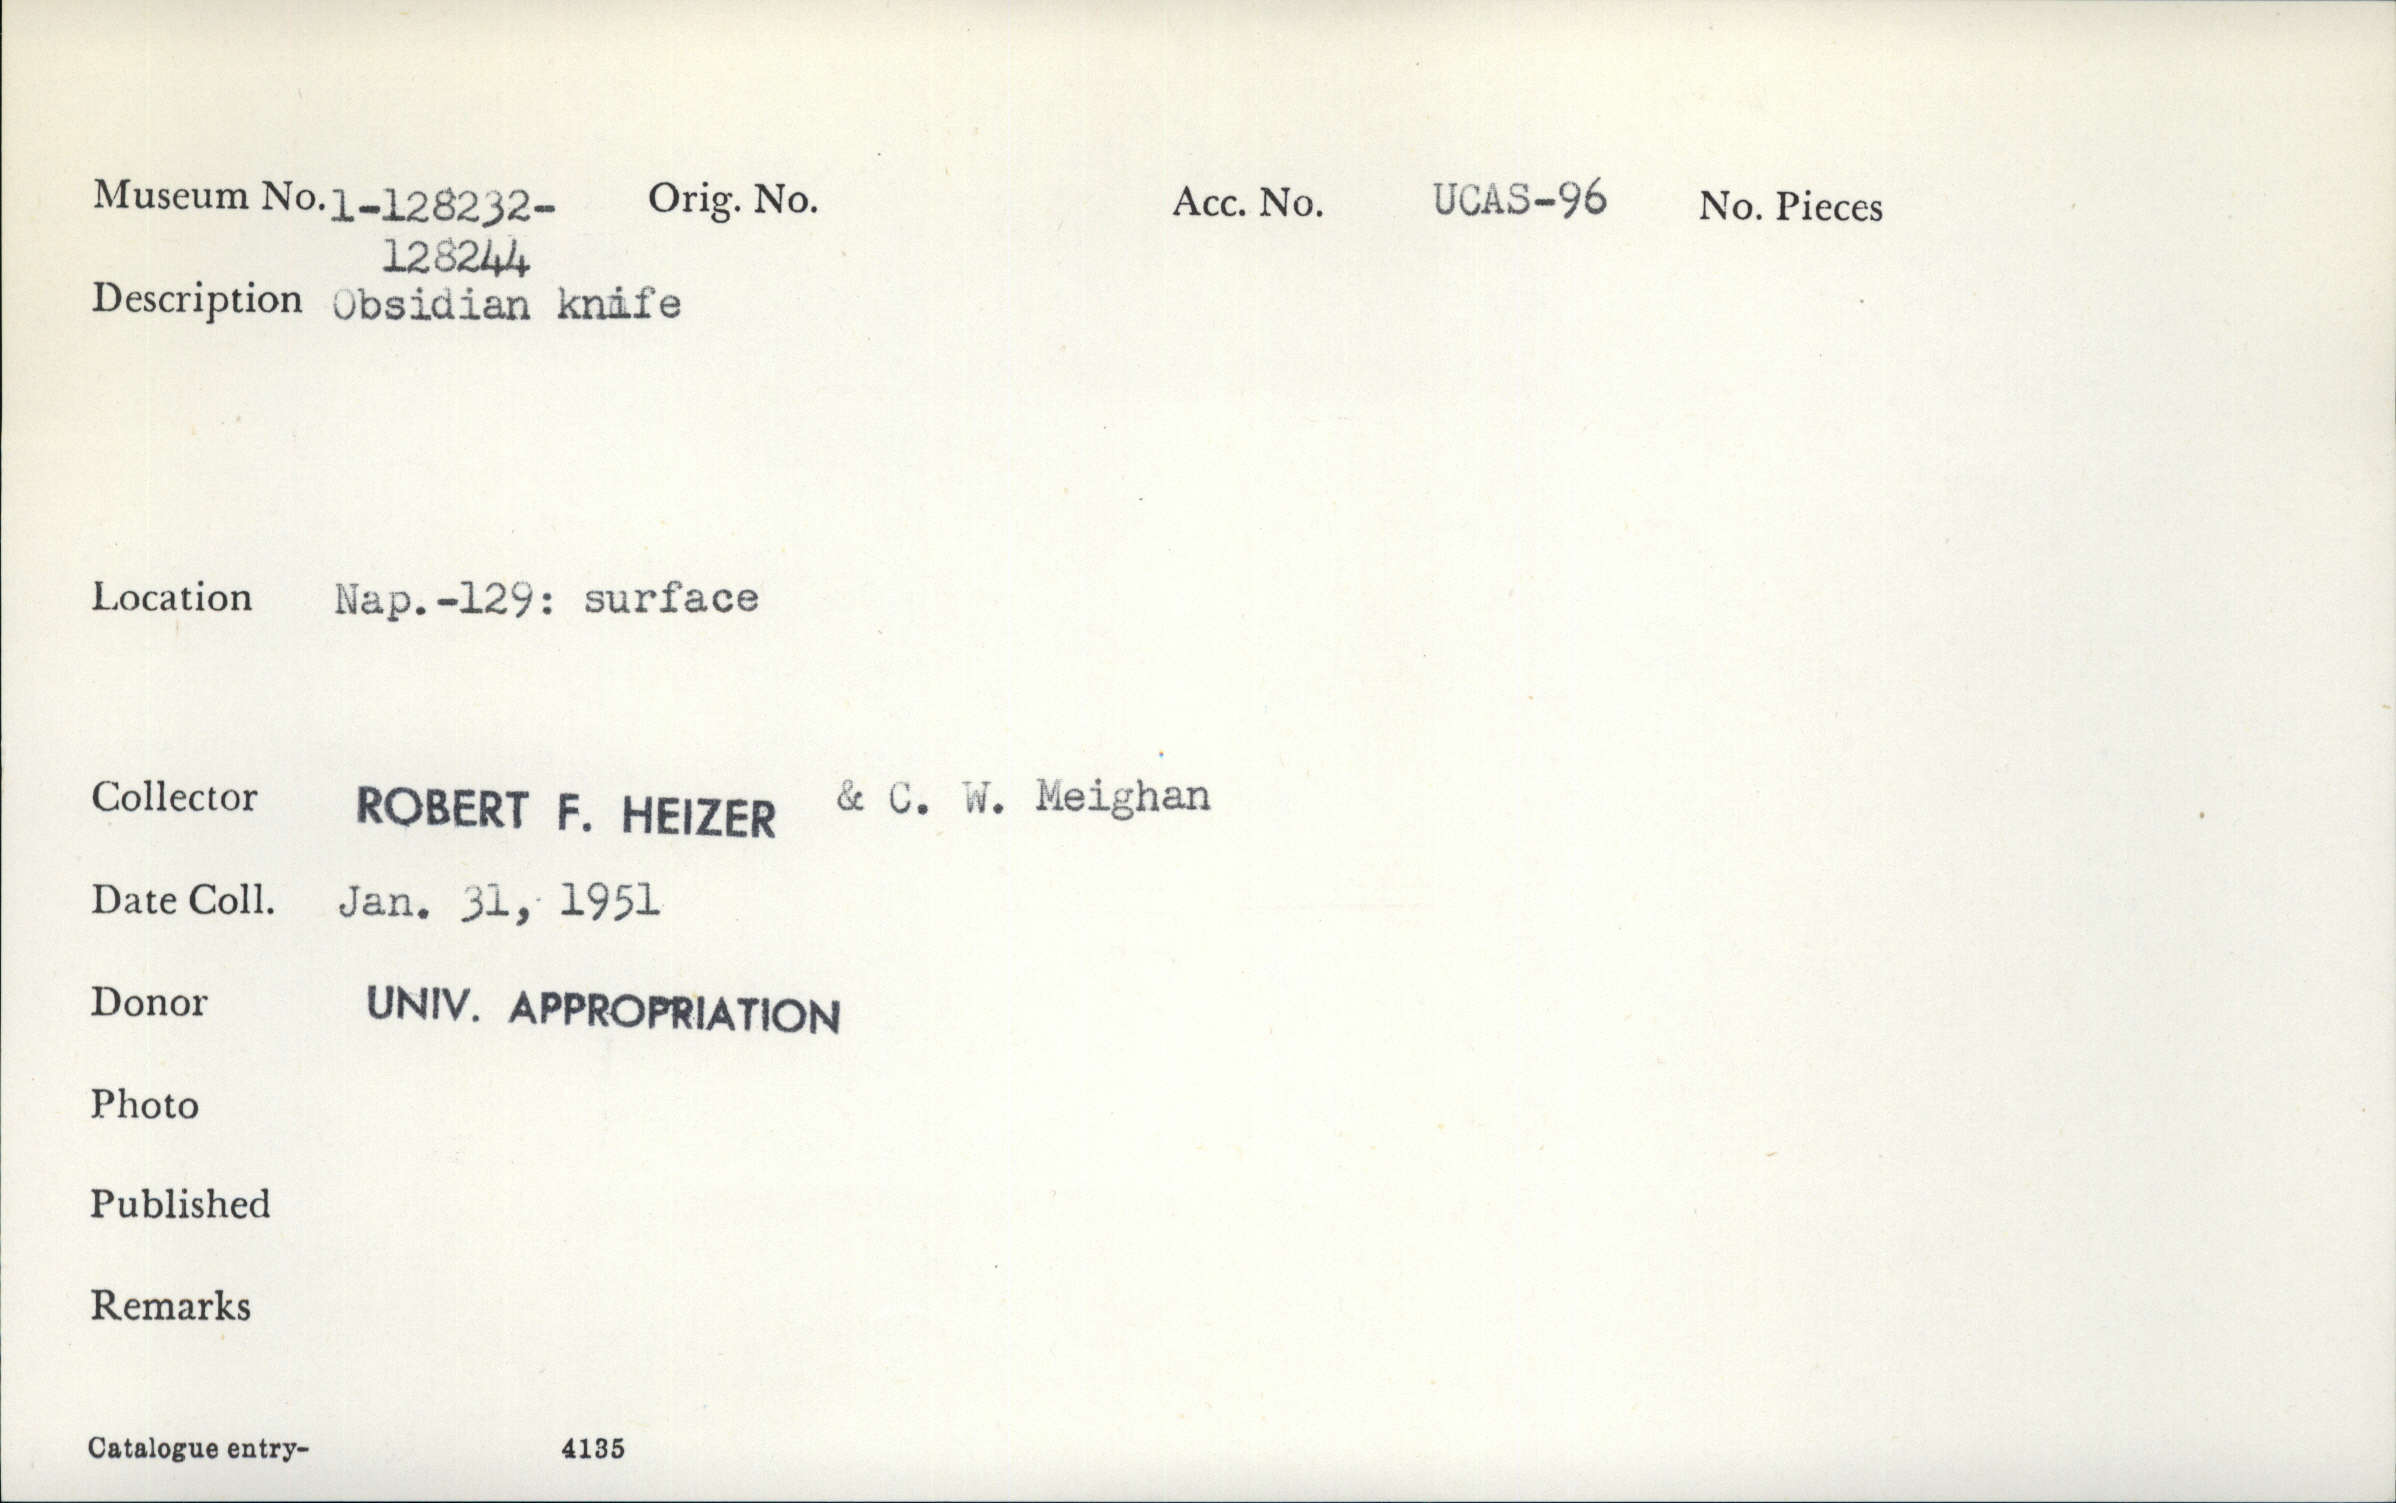 Museum No. 1-128232- Orig. No. Acc. No. UCAS-96 No. Pieces
128244
Description Obsidian knife
Location Nap.-129: surface
Collector ROBERT F. HEIZER & C. W. Meighan
Date Coll. Jan. 31, 1951
Donor UNIV. APPROPRIATION
Photo
Published
Remarks
Catalogue entry- 4135